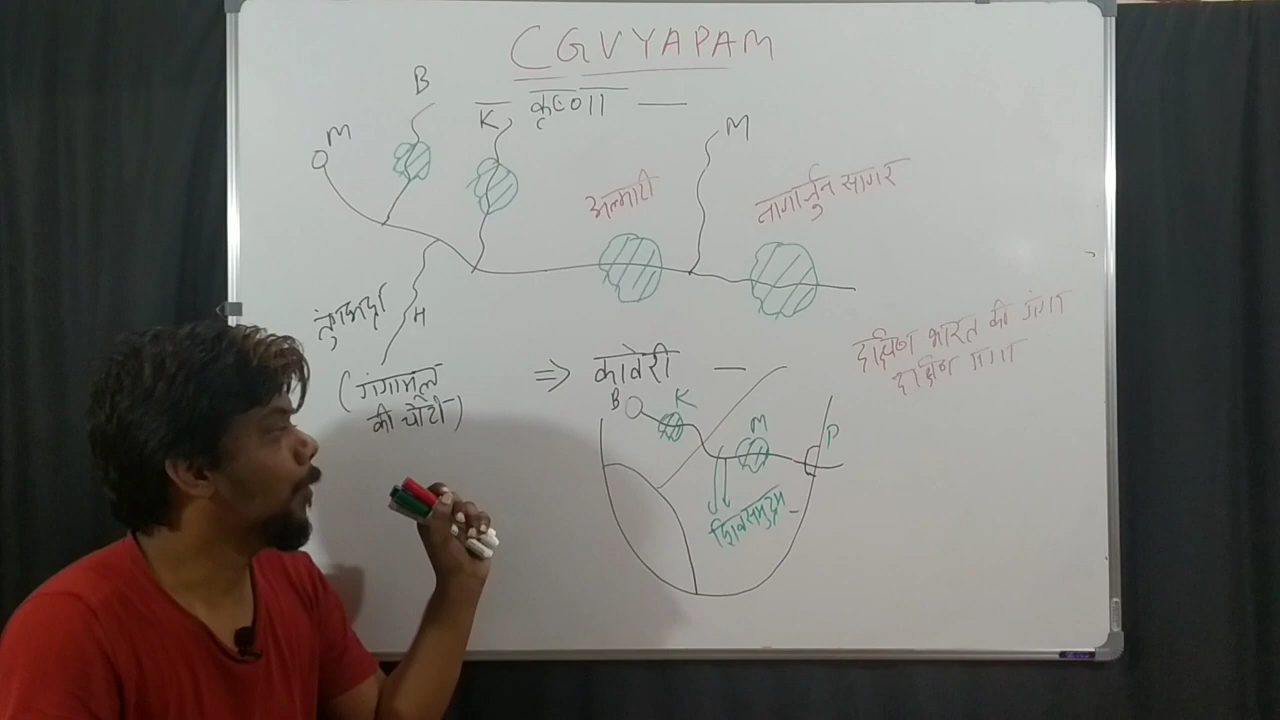 CGVYAPAM
B
K कृष्णा
M
M
अल्माटी
नागार्जुन सागर
तुंगभद्रा
H
(गंगामूल
की चोटी)
⇒ कावेरी
दक्षिण भारत की गंगा
दक्षिण गंगा
B
K
M
P
शिवसमुद्रम